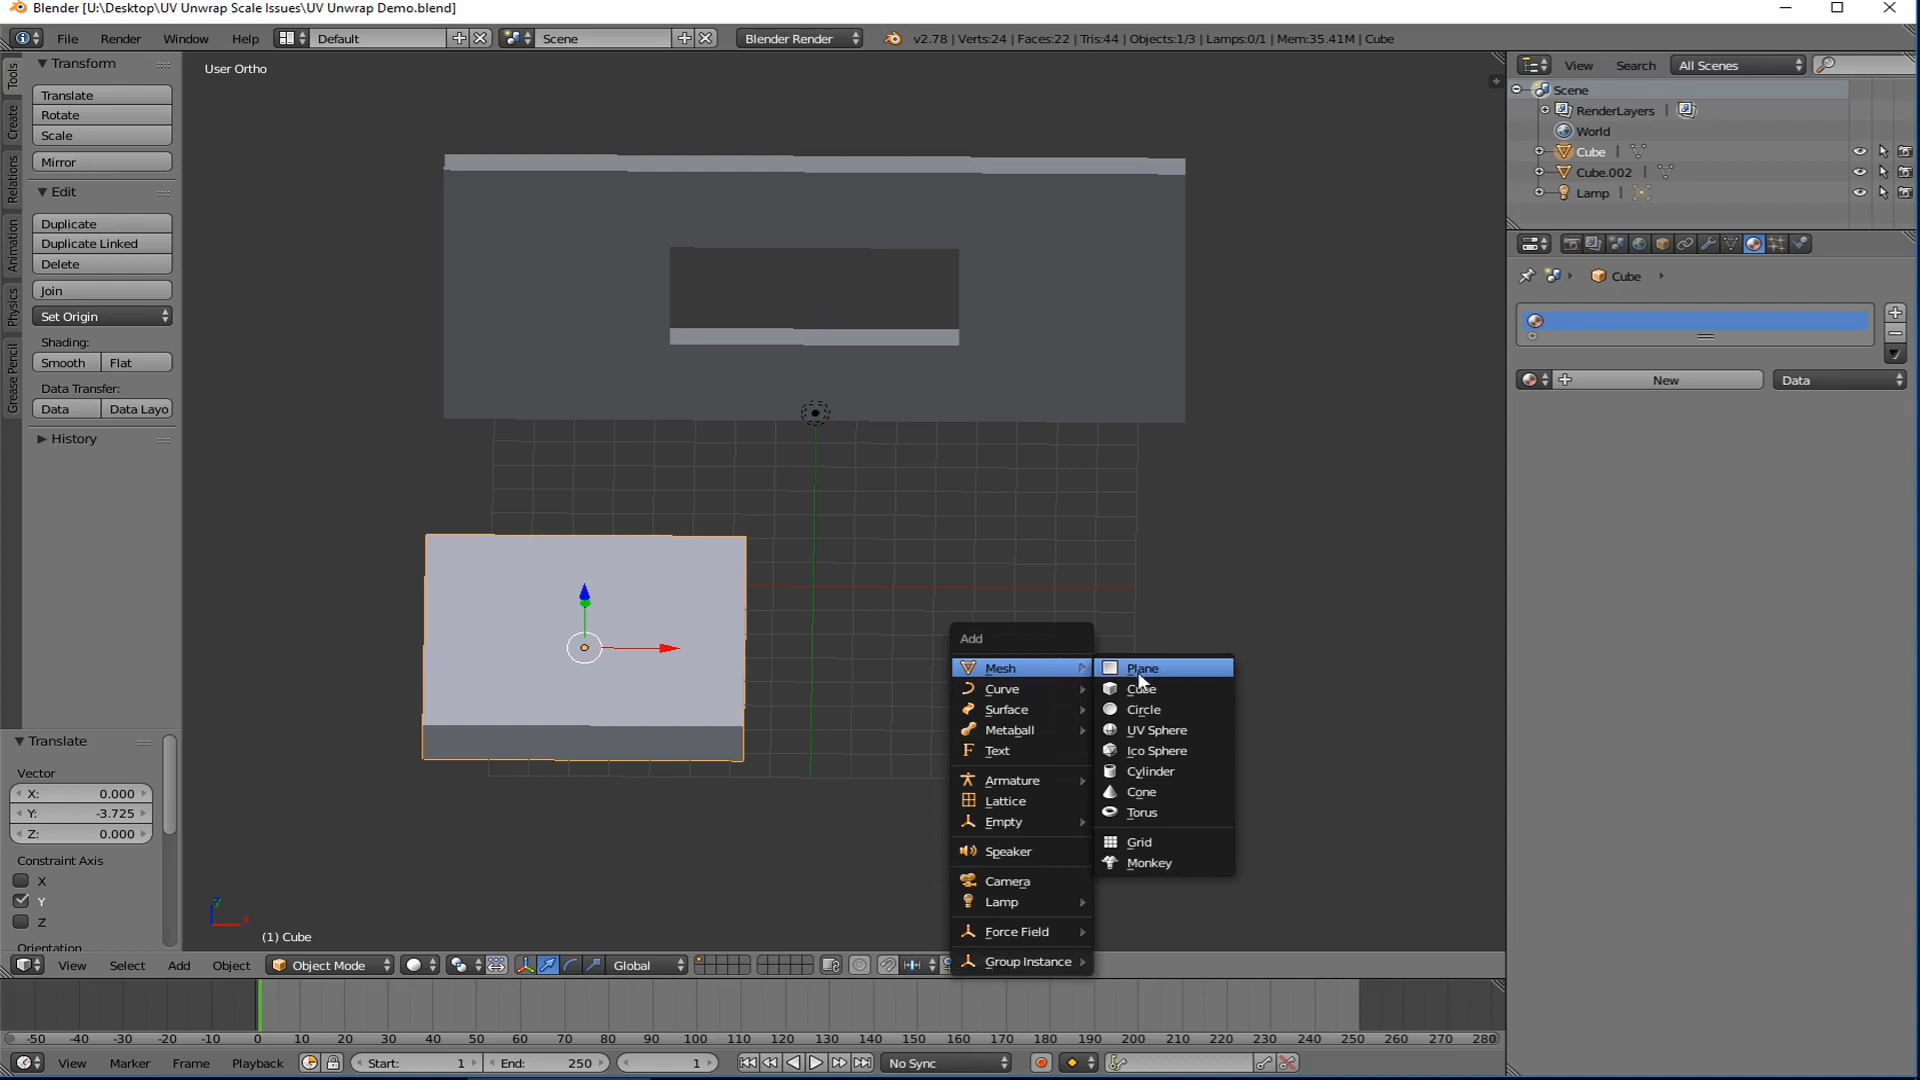 Blender [U:\Desktop\UV Unwrap Scale Issues\UV Unwrap Demo.blend]
File Render Window Help Default Scene Blender Render v2.78 | Verts:24 | Faces:22 | Tris:44 | Objects:1/3 | Lamps:0/1 | Mem:35.41M | Cube
Tools
Create
Relations
Animation
Physics
Grease Pencil
Transform
Translate
Rotate
Scale
Mirror
Edit
Duplicate
Duplicate Linked
Delete
Join
Set Origin
Shading:
Smooth Flat
Data Transfer:
Data Data Layo
History
Translate
Vector
X: 0.000
Y: -3.725
Z: 0.000
Constraint Axis
X
Y
Z
Orientation
User Ortho
(1) Cube
Add
Mesh
Curve
Surface
Metaball
Text
Armature
Lattice
Empty
Speaker
Camera
Lamp
Force Field
Group Instance
Plane
Cube
Circle
UV Sphere
Ico Sphere
Cylinder
Cone
Torus
Grid
Monkey
View Search All Scenes
Scene
RenderLayers
World
Cube
Cube.002
Lamp
Cube
New Data
View Select Add Object Object Mode Global
-50 -40 -30 -20 -10 0 10 20 30 40 50 60 70 80 90 100 110 120 130 140 150 160 170 180 190 200 210 220 230 240 250 260 270 280
View Marker Frame Playback Start: 1 End: 250 1 No Sync